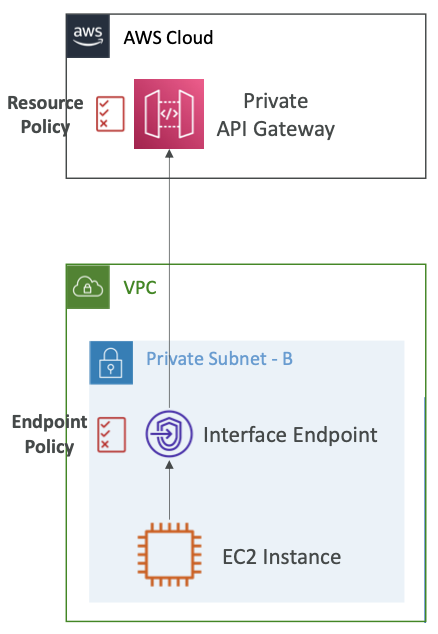 aws
AWS Cloud
Resource
Policy
</>
Private
API Gateway
VPC
Private Subnet - B
Endpoint
Policy
Interface Endpoint
EC2 Instance